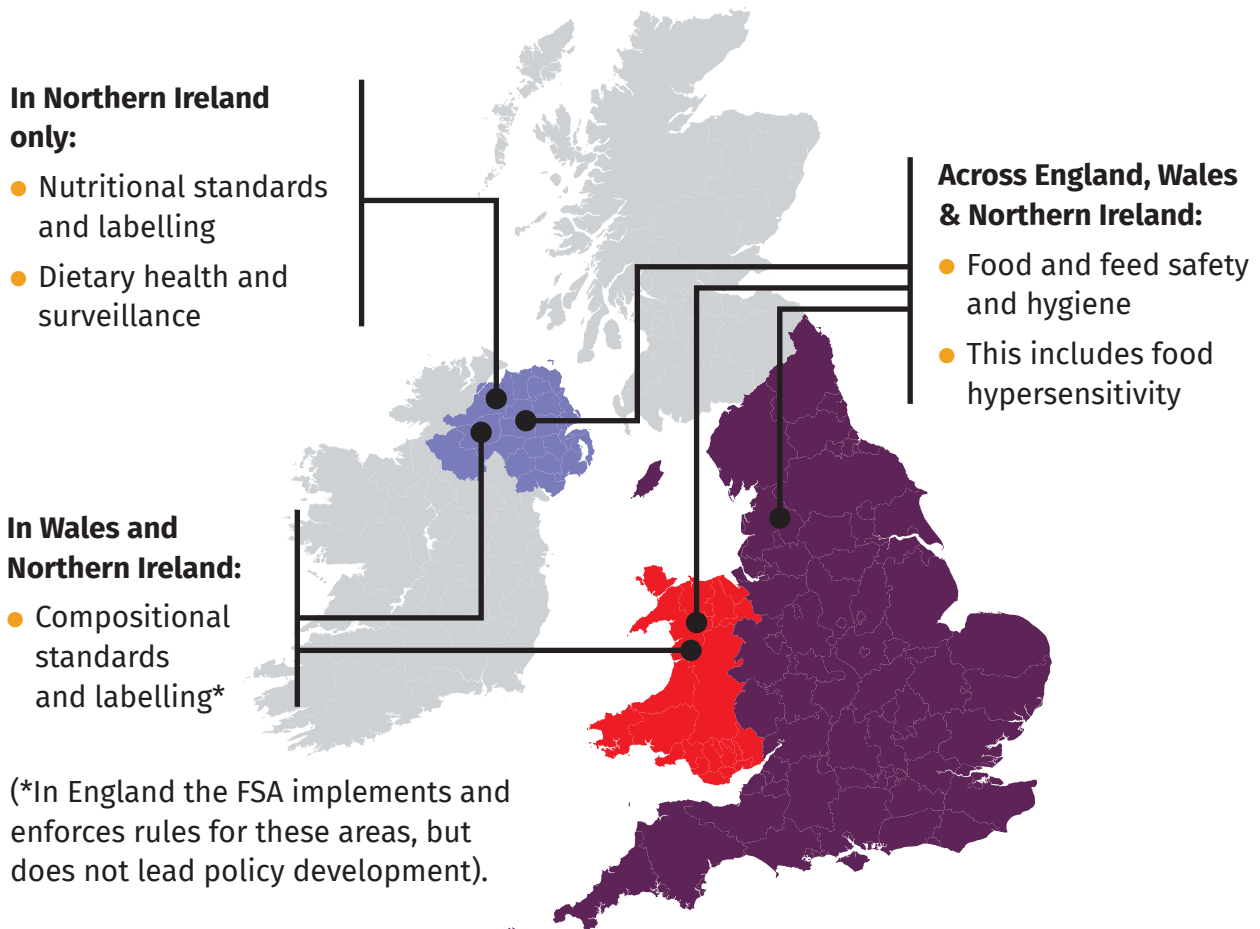 In Northern Ireland
only:
Nutritional standards
and labelling
Dietary health and
surveillance
Across England, Wales
& Northern Ireland:
Food and feed safety
and hygiene
This includes food
hypersensitivity
In Wales and
Northern Ireland:
Compositional
standards
and labelling*
(*In England the FSA implements and
enforces rules for these areas, but
does not lead policy development).